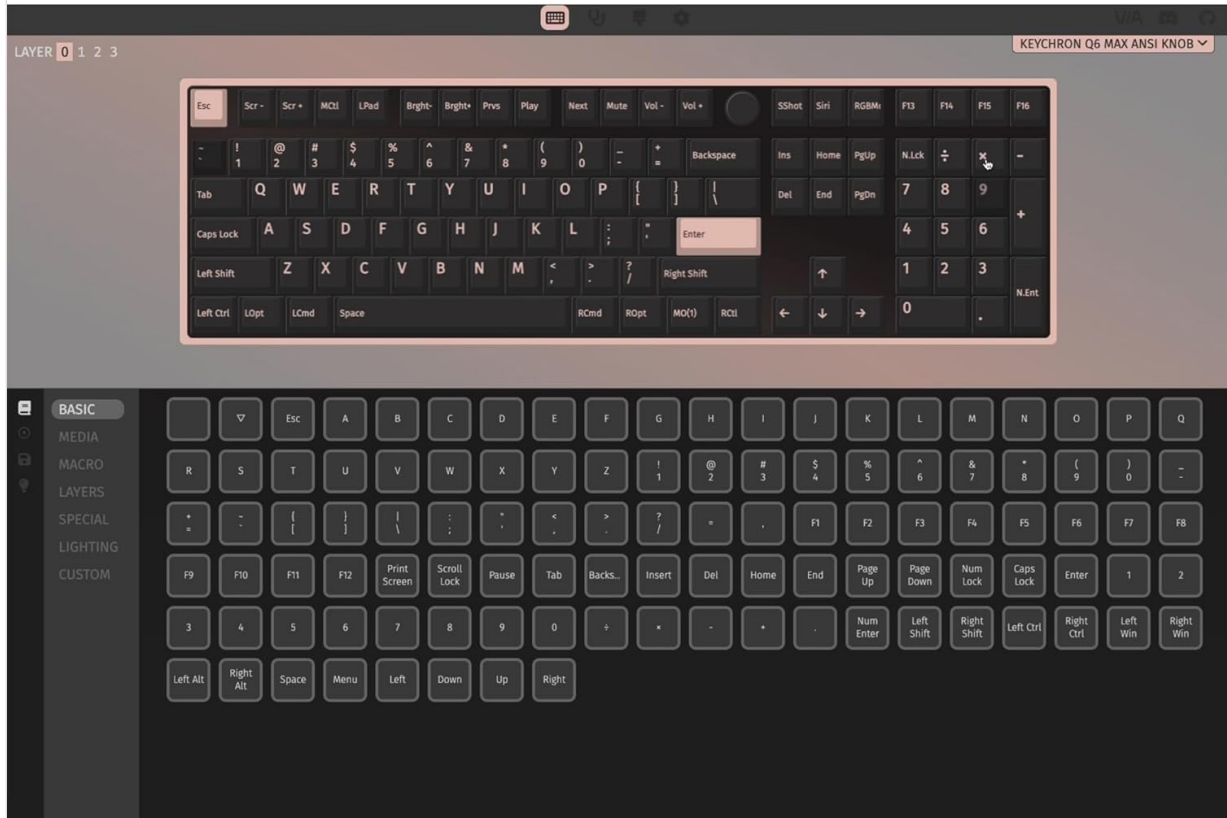 VIA
LAYER 0 1 2 3
KEYCHRON Q6 MAX ANSI KNOB
Esc Scr - Scr + MCtl LPad Brght- Brght+ Prvs Play Next Mute Vol - Vol + SShot Siri RGBM F13 F14 F15 F16
~ ! @ # $ % ^ & * ( ) _ +
` 1 2 3 4 5 6 7 8 9 0 - = Backspace Ins Home PgUp N.Lck ÷ × -
Tab Q W E R T Y U I O P { } | Del End PgDn 7 8 9
[ ] \
+
Caps Lock A S D F G H J K L : " Enter 4 5 6
; '
Left Shift Z X C V B N M < > ? Right Shift ↑ 1 2 3
, . /
N.Ent
Left Ctrl LOpt LCmd Space RCmd ROpt MO(1) RCtl ← ↓ → 0 .
BASIC
MEDIA
MACRO
LAYERS
SPECIAL
LIGHTING
CUSTOM
▽ Esc A B C D E F G H I J K L M N O P Q
R S T U V W X Y Z ! @ # $ % ^ & * ( ) _
1 2 3 4 5 6 7 8 9 0 -
+ ~ { } | : " < > ? = , F1 F2 F3 F4 F5 F6 F7 F8
= ` [ ] \ ; ' , . /
F9 F10 F11 F12 Print Screen Scroll Lock Pause Tab Backs... Insert Del Home End Page Up Page Down Num Lock Caps Lock Enter 1 2
3 4 5 6 7 8 9 0 ÷ × - + . Num Enter Left Shift Right Shift Left Ctrl Right Ctrl Left Win Right Win
Left Alt Right Alt Space Menu Left Down Up Right